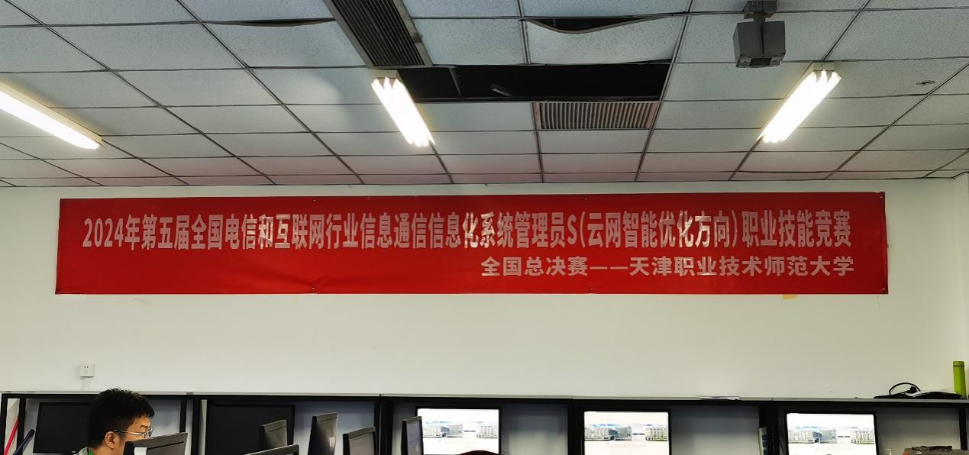 2024年第五届全国电信和互联网行业信息通信信息化系统管理员S(云网智能优化方向)职业技能竞赛
全国总决赛——天津职业技术师范大学